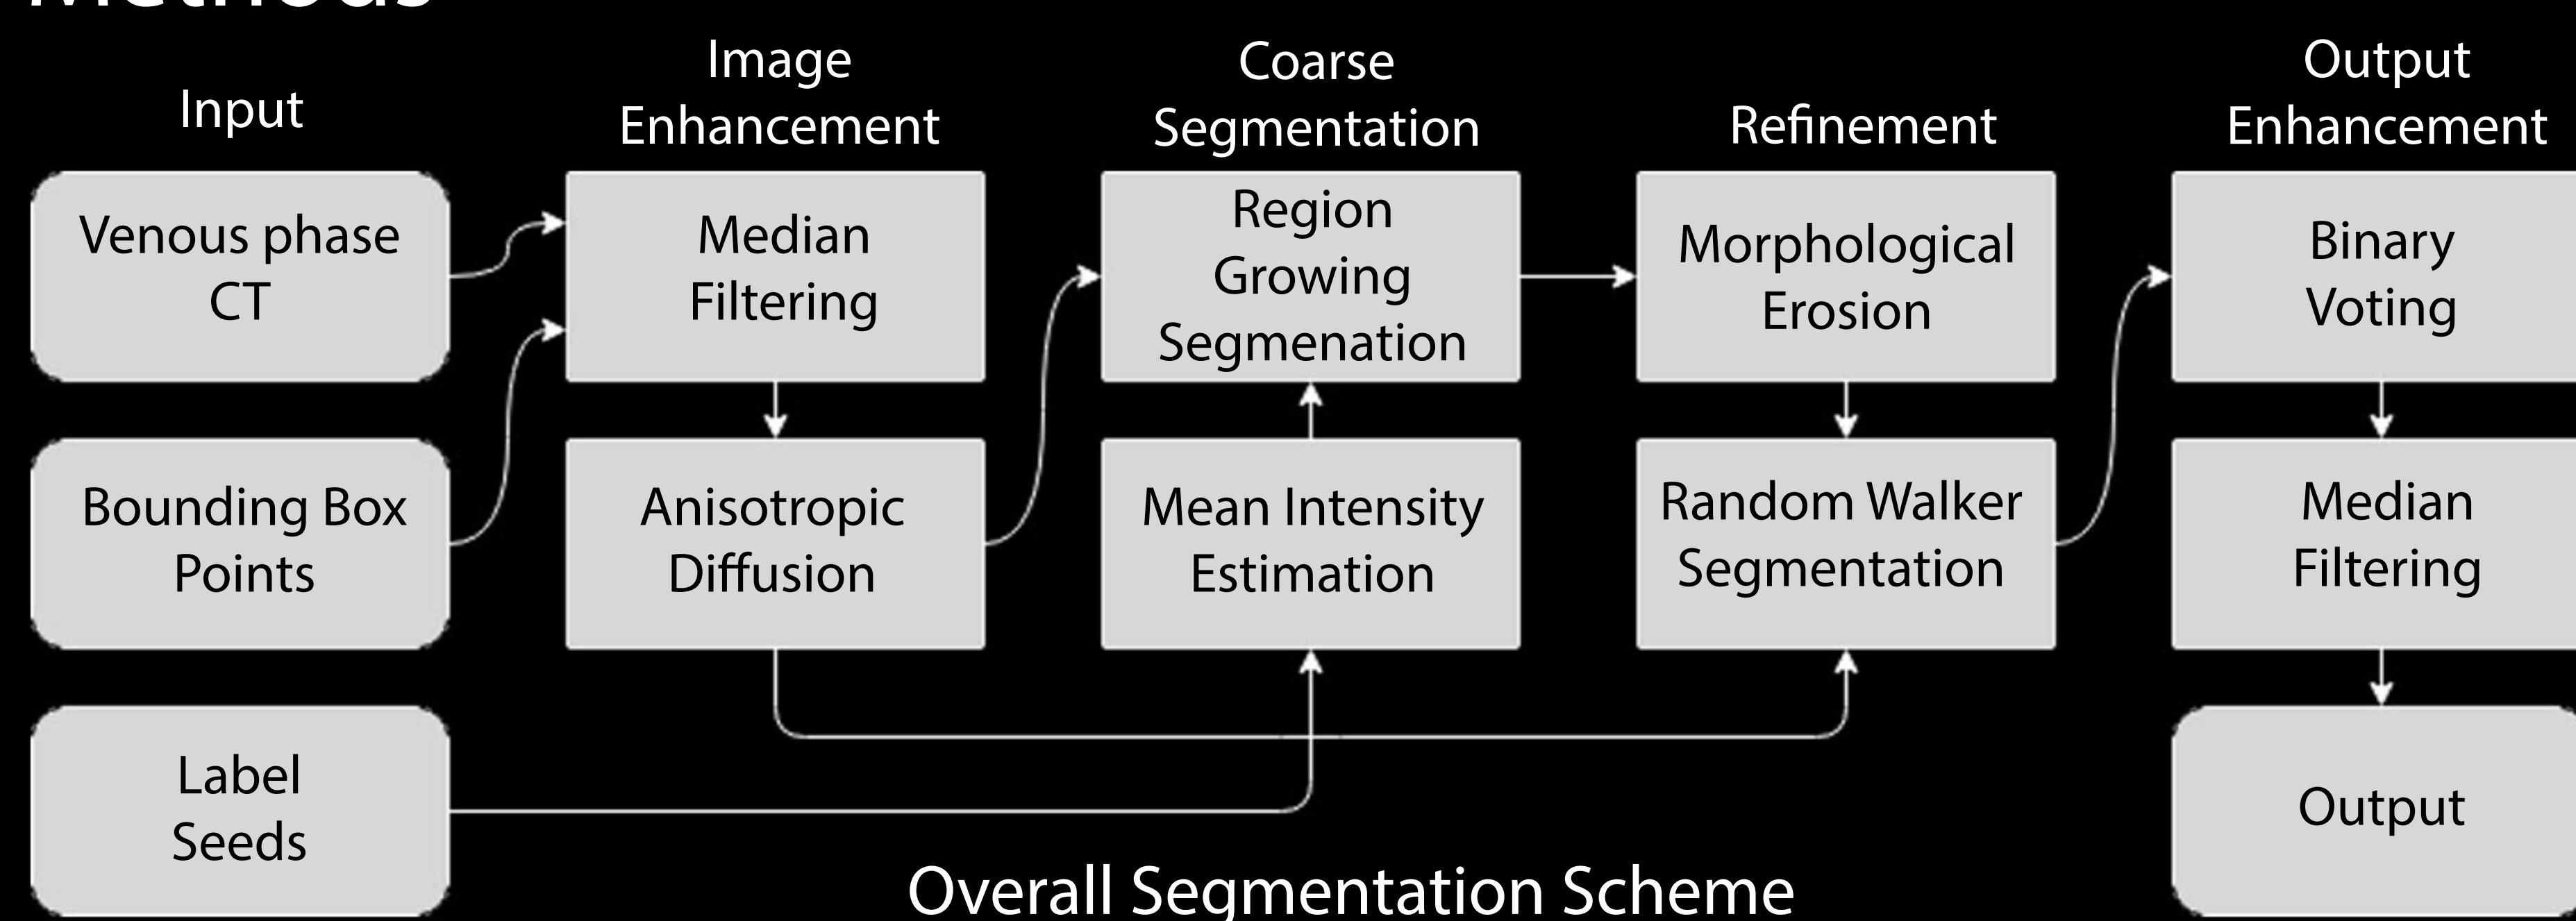 Methods
Input
Image
Enhancement
Coarse
Segmentation
Refinement
Output
Enhancement
Venous phase
CT
Median
Filtering
Region
Growing
Segmenation
Morphological
Erosion
Binary
Voting
Bounding Box
Points
Anisotropic
Diffusion
Mean Intensity
Estimation
Random Walker
Segmentation
Median
Filtering
Label
Seeds
Output
Overall Segmentation Scheme